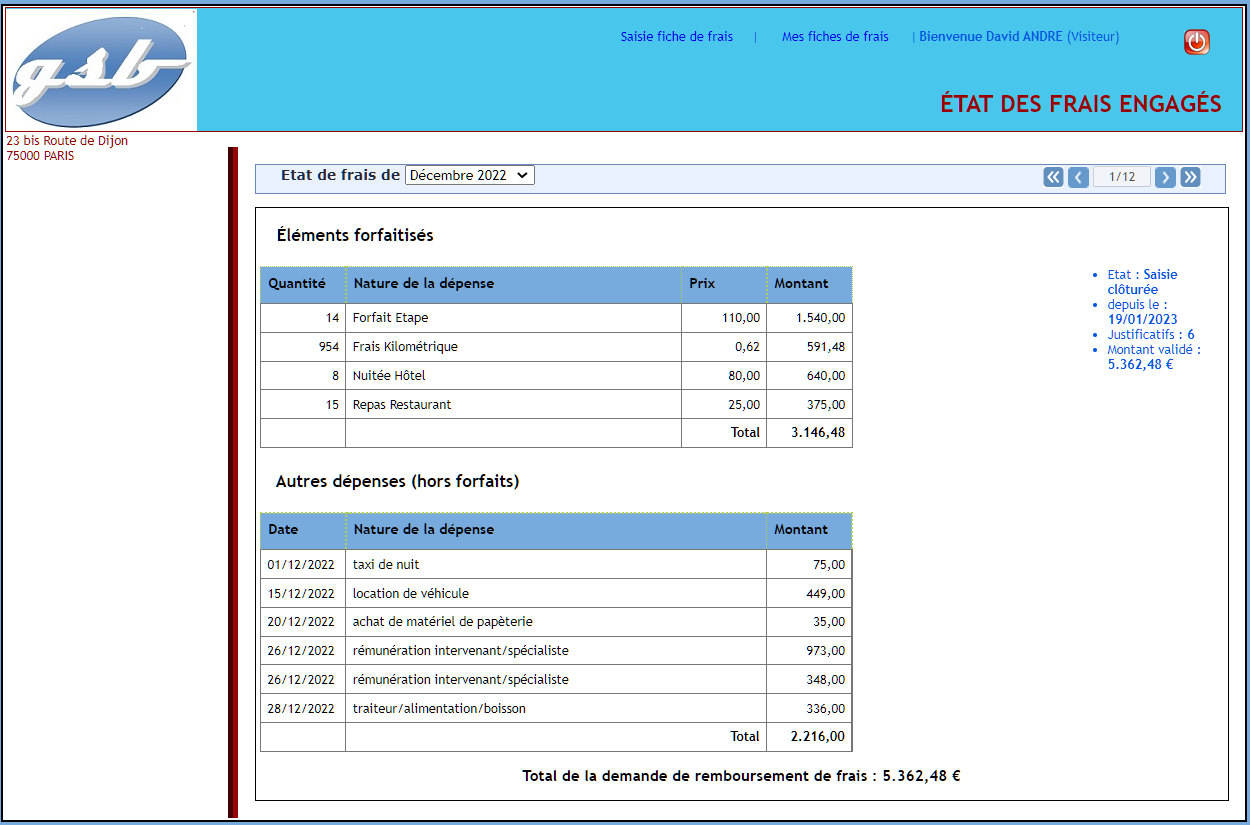 gsb
Saisie fiche de frais | Mes fiches de frais | Bienvenue David ANDRE (Visiteur)
ÉTAT DES FRAIS ENGAGÉS
23 bis Route de Dijon
75000 PARIS
Etat de frais de Décembre 2022 1/12
Éléments forfaitisés
Quantité Nature de la dépense Prix Montant
14 Forfait Etape 110,00 1.540,00
954 Frais Kilométrique 0,62 591,48
8 Nuitée Hôtel 80,00 640,00
15 Repas Restaurant 25,00 375,00
Total 3.146,48
Etat : Saisie
clôturée
depuis le :
19/01/2023
Justificatifs : 6
Montant validé :
5.362,48 €
Autres dépenses (hors forfaits)
Date Nature de la dépense Montant
01/12/2022 taxi de nuit 75,00
15/12/2022 location de véhicule 449,00
20/12/2022 achat de matériel de papèterie 35,00
26/12/2022 rémunération intervenant/spécialiste 973,00
26/12/2022 rémunération intervenant/spécialiste 348,00
28/12/2022 traiteur/alimentation/boisson 336,00
Total 2.216,00
Total de la demande de remboursement de frais : 5.362,48 €